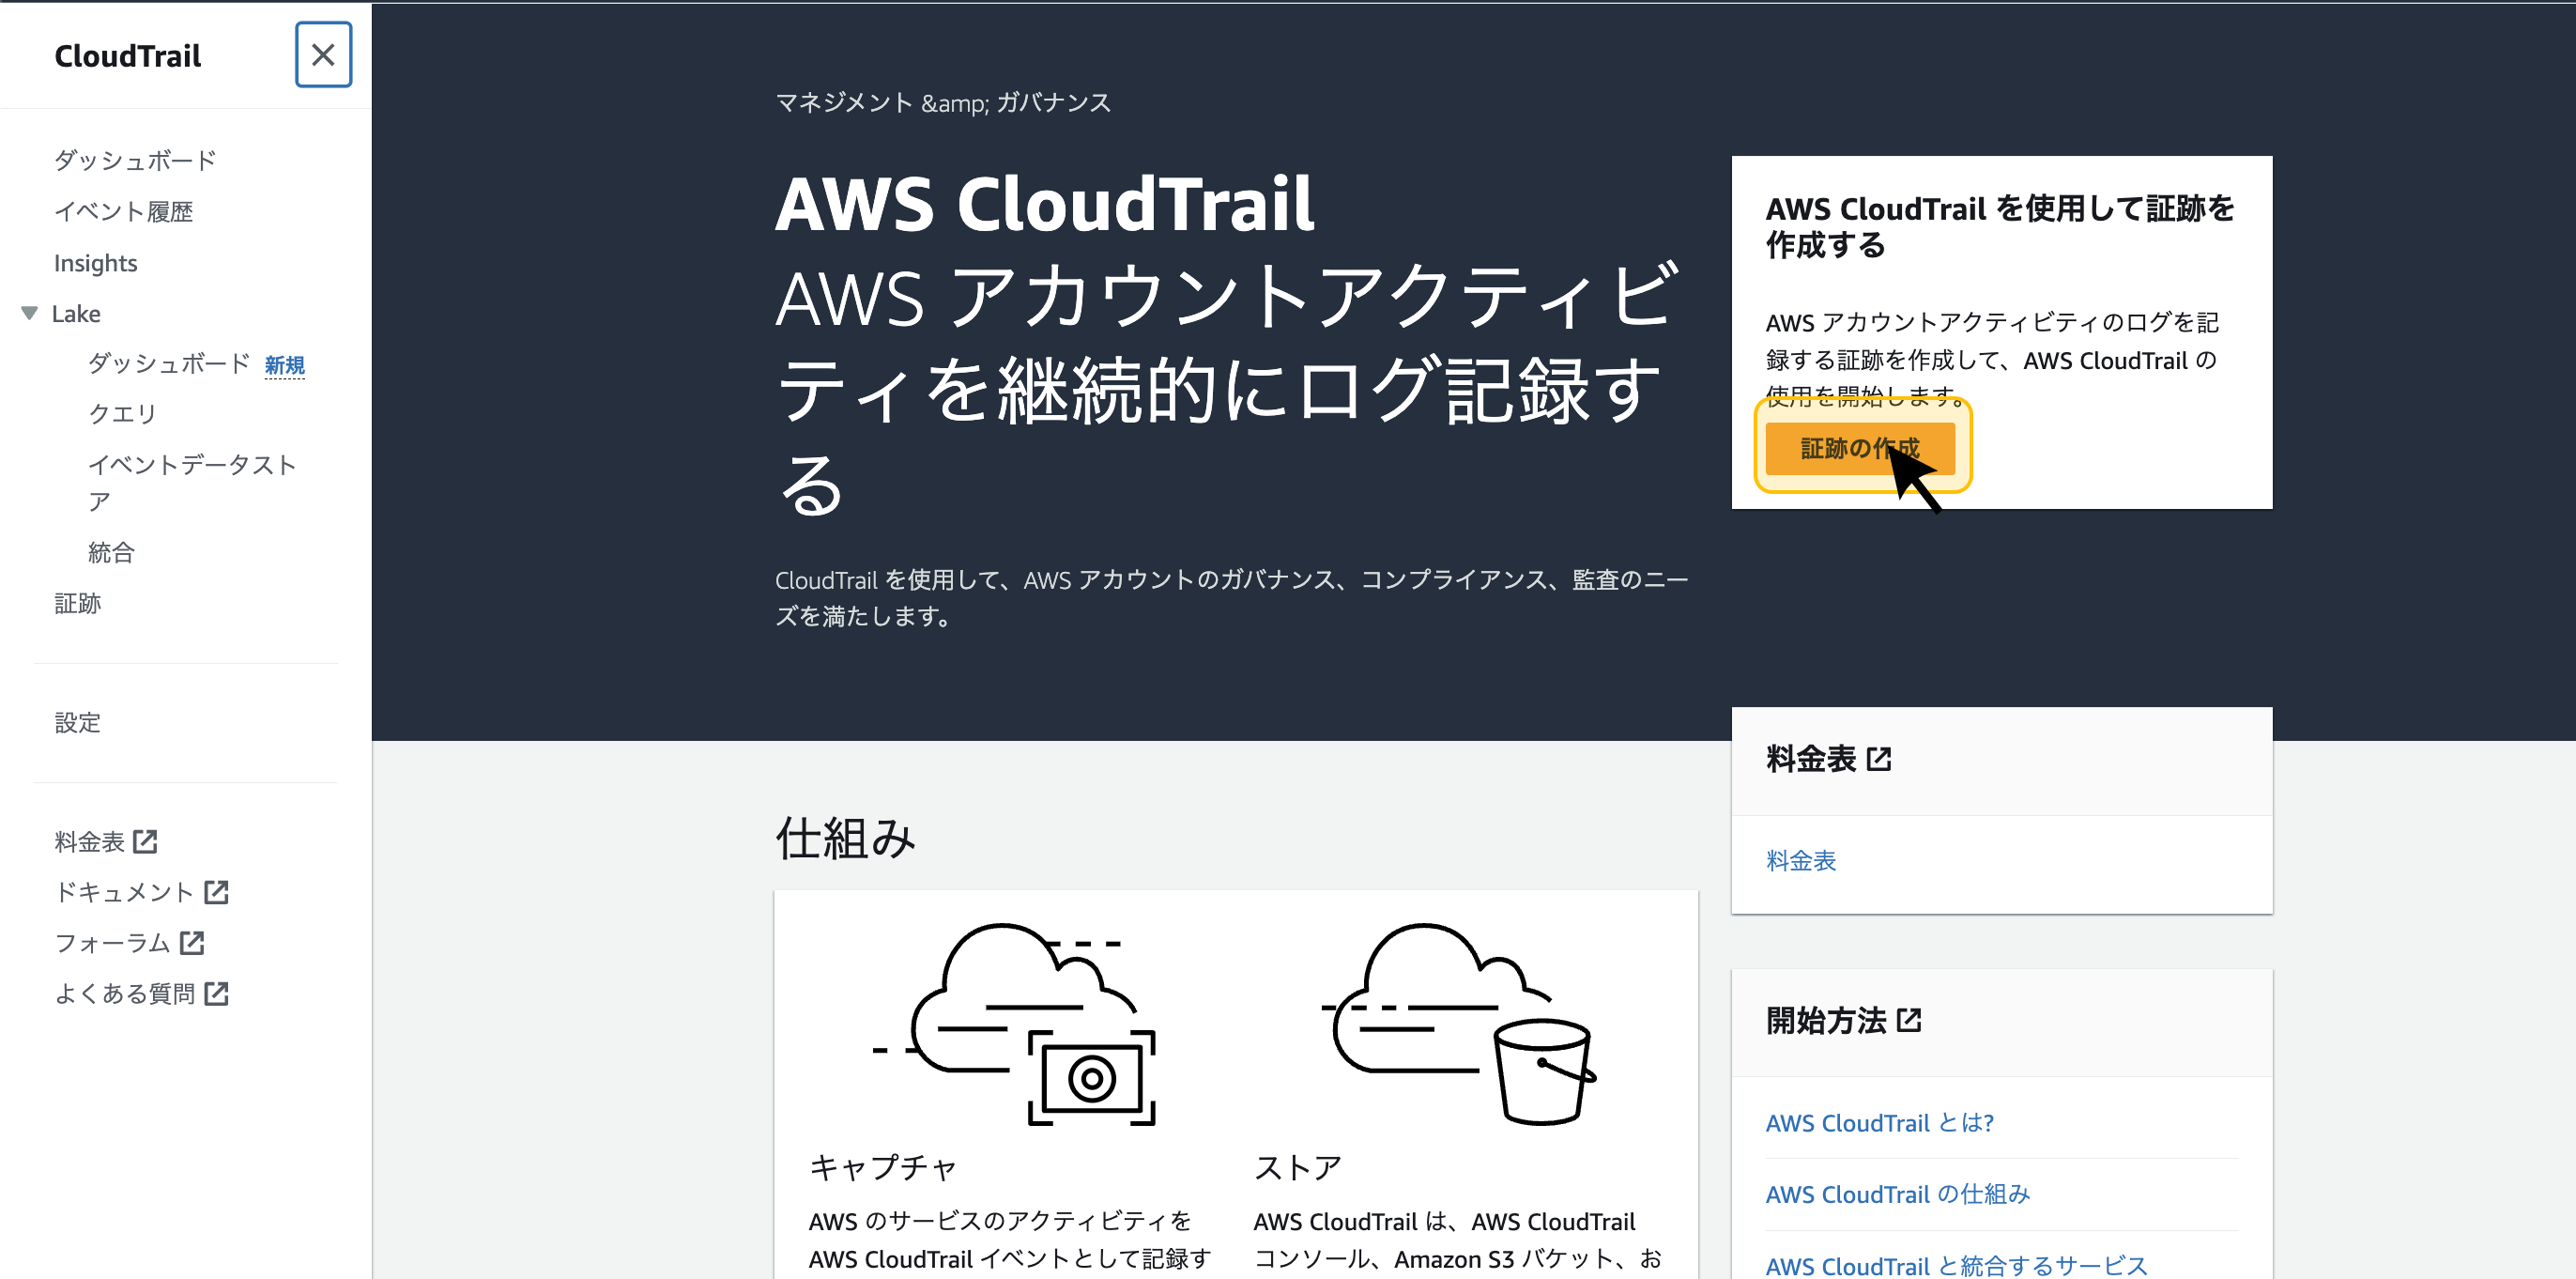 CloudTrail
ダッシュボード
イベント履歴
Insights
Lake
ダッシュボード 新規
クエリ
イベントデータスト
ア
統合
証跡
設定
料金表
ドキュメント
フォーラム
よくある質問
マネジメント &amp; ガバナンス
AWS CloudTrail
AWS アカウントアクティビ
ティを継続的にログ記録す
る
CloudTrail を使用して、AWS アカウントのガバナンス、コンプライアンス、監査のニー
ズを満たします。
AWS CloudTrail を使用して証跡を
作成する
AWS アカウントアクティビティのログを記
録する証跡を作成して、AWS CloudTrail の
使用を開始します。
証跡の作成
仕組み
キャプチャ
AWS のサービスのアクティビティを
AWS CloudTrail イベントとして記録す
ストア
AWS CloudTrail は、AWS CloudTrail
コンソール、Amazon S3 バケット、お
料金表
料金表
開始方法
AWS CloudTrail とは?
AWS CloudTrail の仕組み
AWS CloudTrail と統合するサービス